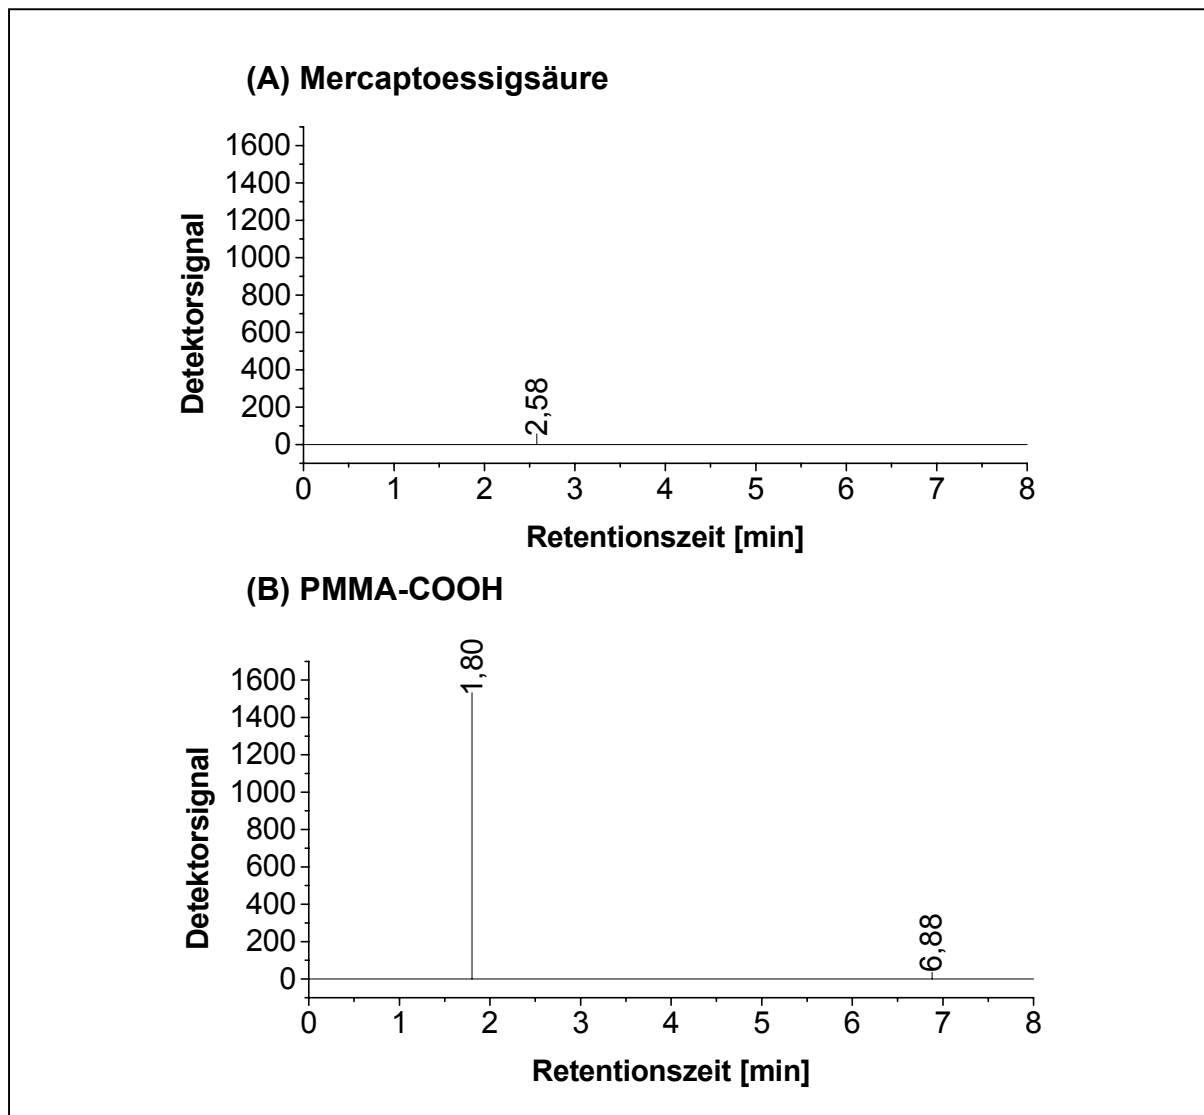 (A) Mercaptoessigsäure
1600
1400
1200
1000
800
600
400
200
0
Detektorsignal
2,58
0 1 2 3 4 5 6 7 8
Retentionszeit [min]
(B) PMMA-COOH
1600
1400
1200
1000
800
600
400
200
0
Detektorsignal
1,80
6,88
0 1 2 3 4 5 6 7 8
Retentionszeit [min]